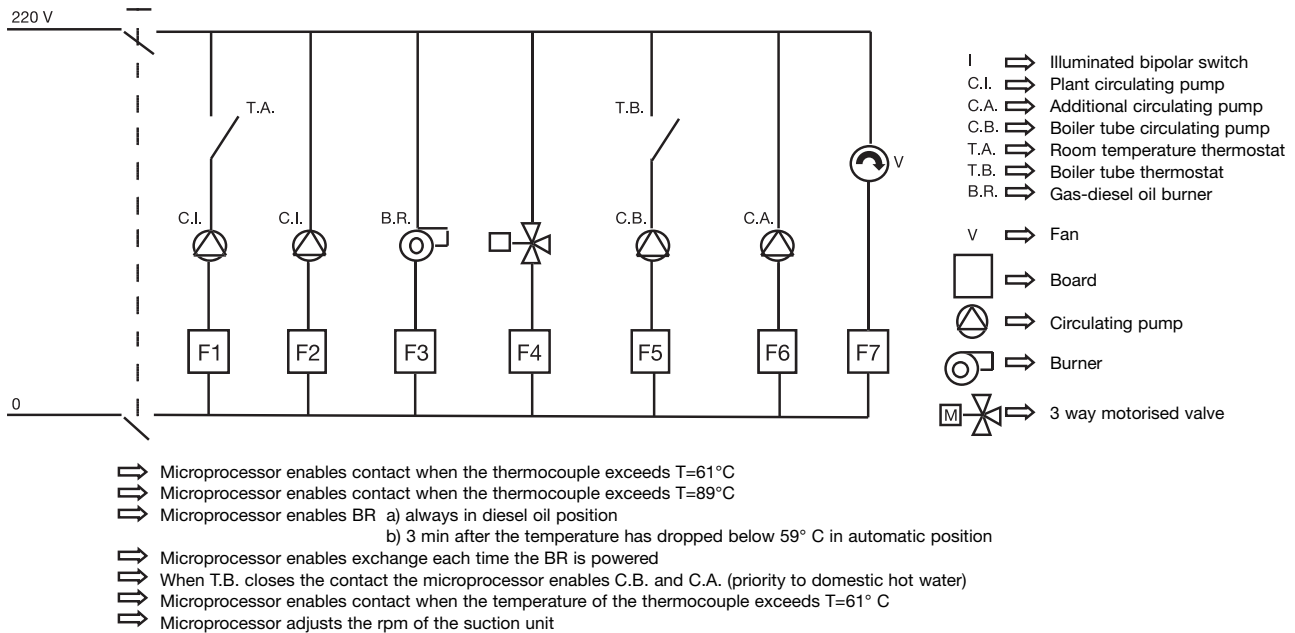 220 V
T.A.
T.B.
V
C.I.
C.I.
B.R.
C.B.
C.A.
F1
F2
F3
F4
F5
F6
F7
0
I Illuminated bipolar switch
C.I. Plant circulating pump
C.A. Additional circulating pump
C.B. Boiler tube circulating pump
T.A. Room temperature thermostat
T.B. Boiler tube thermostat
B.R. Gas-diesel oil burner
V Fan
Board
Circulating pump
Burner
M 3 way motorised valve
Microprocessor enables contact when the thermocouple exceeds T=61°C
Microprocessor enables contact when the thermocouple exceeds T=89°C
Microprocessor enables BR a) always in diesel oil position
b) 3 min after the temperature has dropped below 59° C in automatic position
Microprocessor enables exchange each time the BR is powered
When T.B. closes the contact the microprocessor enables C.B. and C.A. (priority to domestic hot water)
Microprocessor enables contact when the temperature of the thermocouple exceeds T=61° C
Microprocessor adjusts the rpm of the suction unit